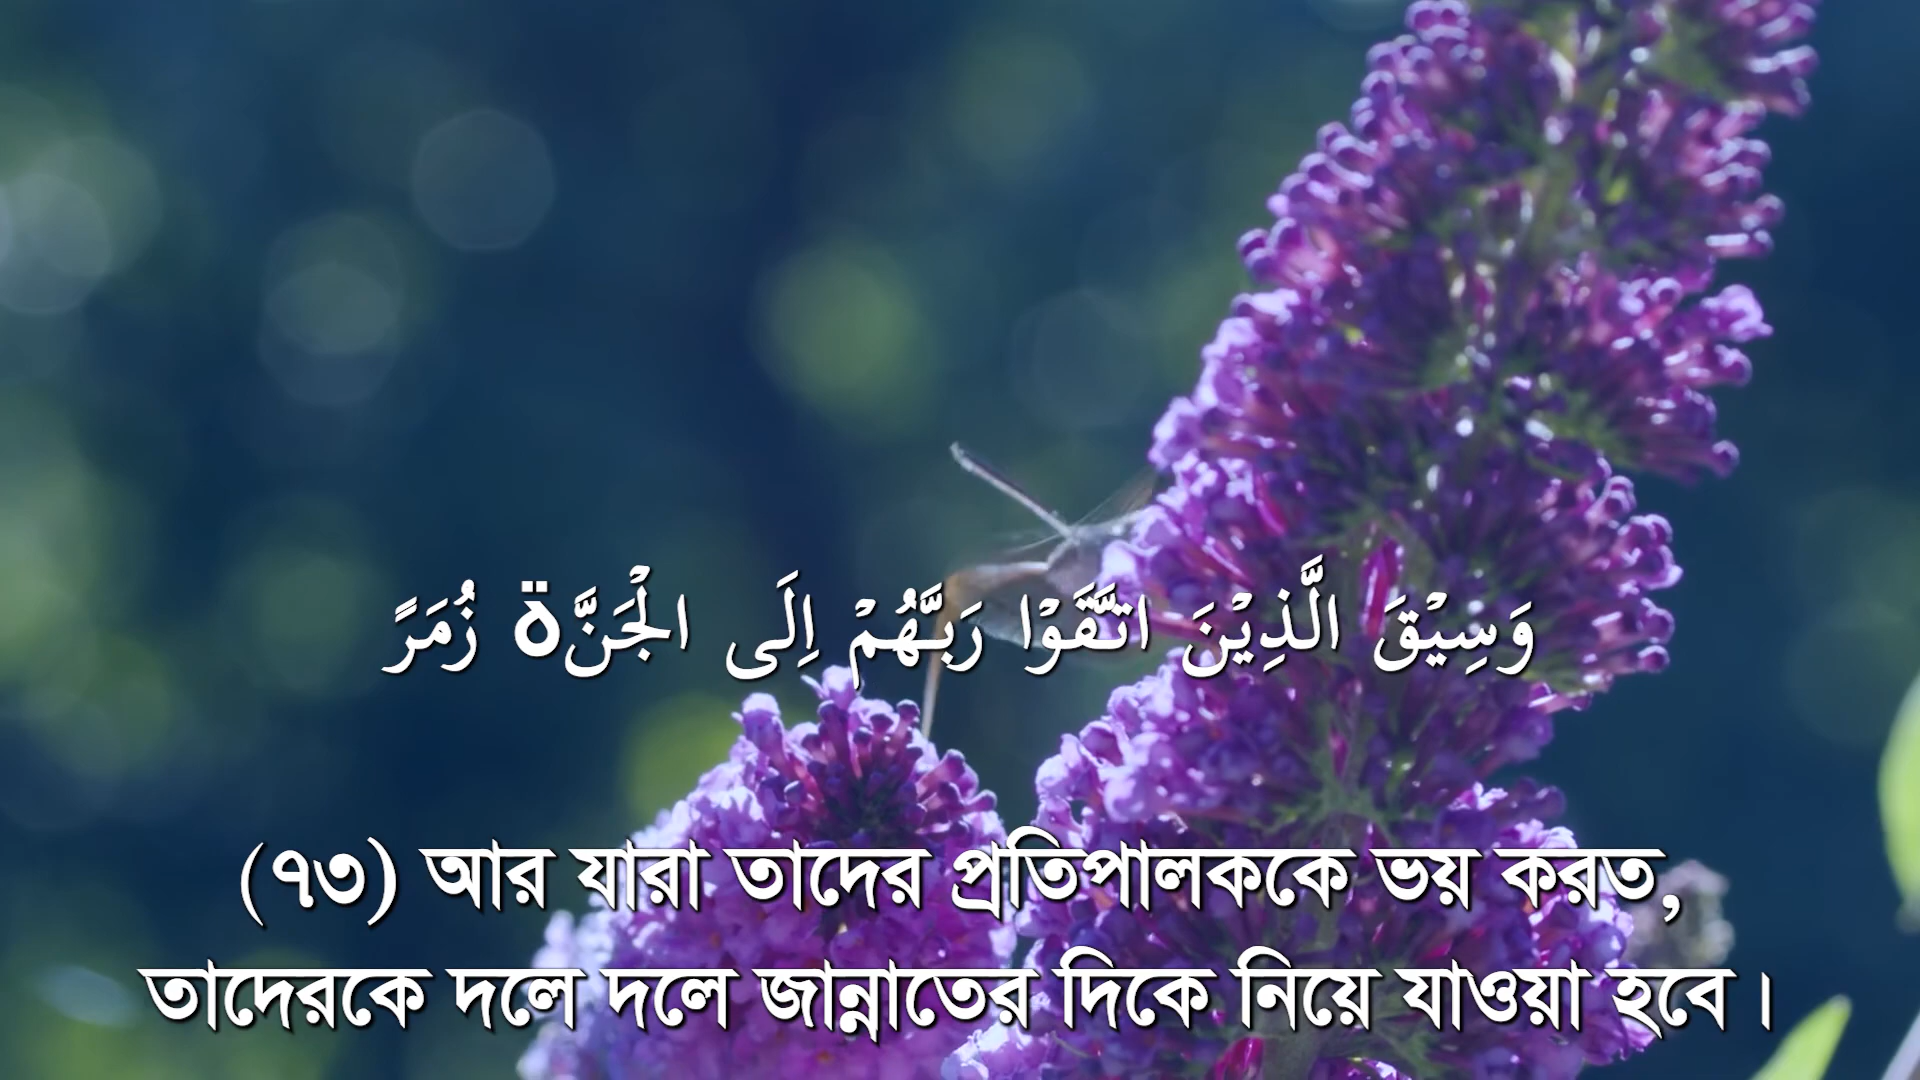 وَسِيْقَ الَّذِيْنَ اتَّقَوْا رَبَّهُمْ اِلَى الْجَنَّة زُمَرً
(৭৩) আর যারা তাদের প্রতিপালককে ভয় করত,
তাদেরকে দলে দলে জান্নাতের দিকে নিয়ে যাওয়া হবে।